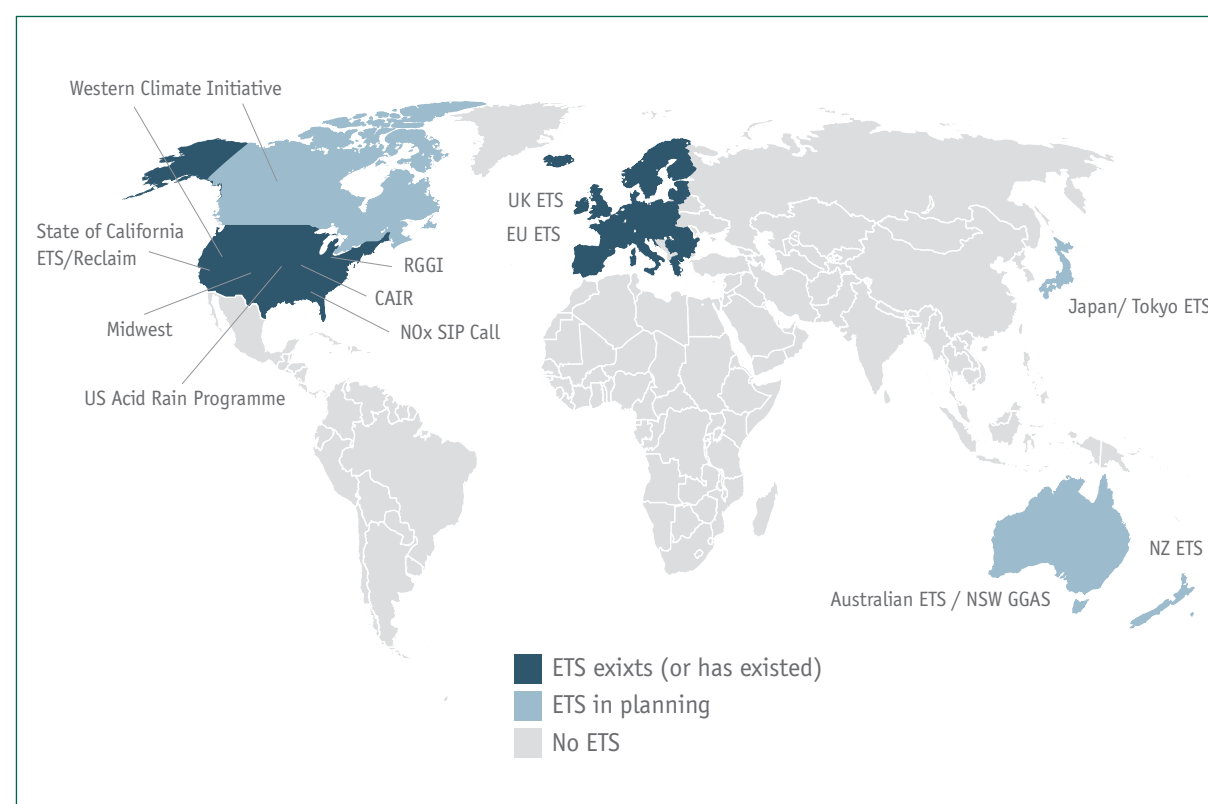 Western Climate Initiative
UK ETS
State of California
ETS/Reclaim
EU ETS
RGGI
CAIR
Japan/ Tokyo ETS
Midwest
NOx SIP Call
US Acid Rain Programme
NZ ETS
Australian ETS / NSW GGAS
ETS exixts (or has existed)
ETS in planning
No ETS